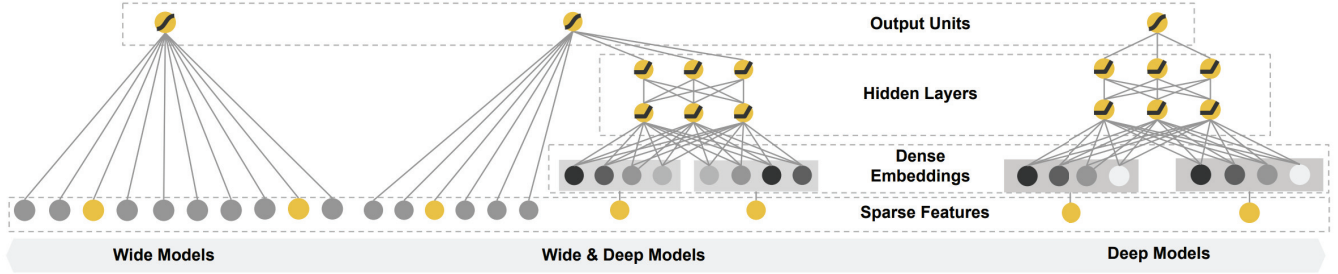 Output Units
Hidden Layers
Dense
Embeddings
Sparse Features
Wide Models
Wide & Deep Models
Deep Models